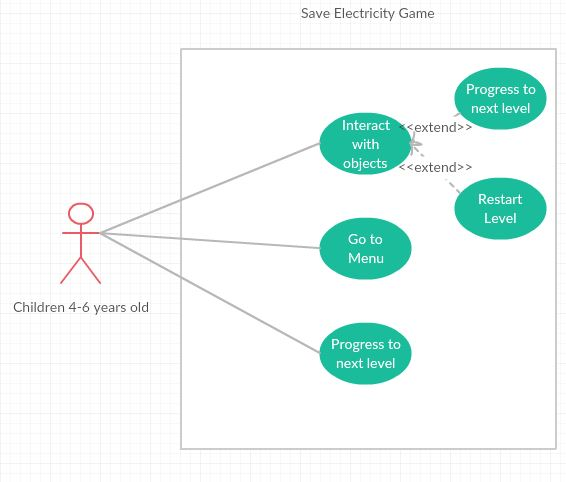 Save Electricity Game
Progress to
next level
Interact
with
objects
<<extend>>
<<extend>>
Restart
Level
Go to
Menu
Children 4-6 years old
Progress to
next level